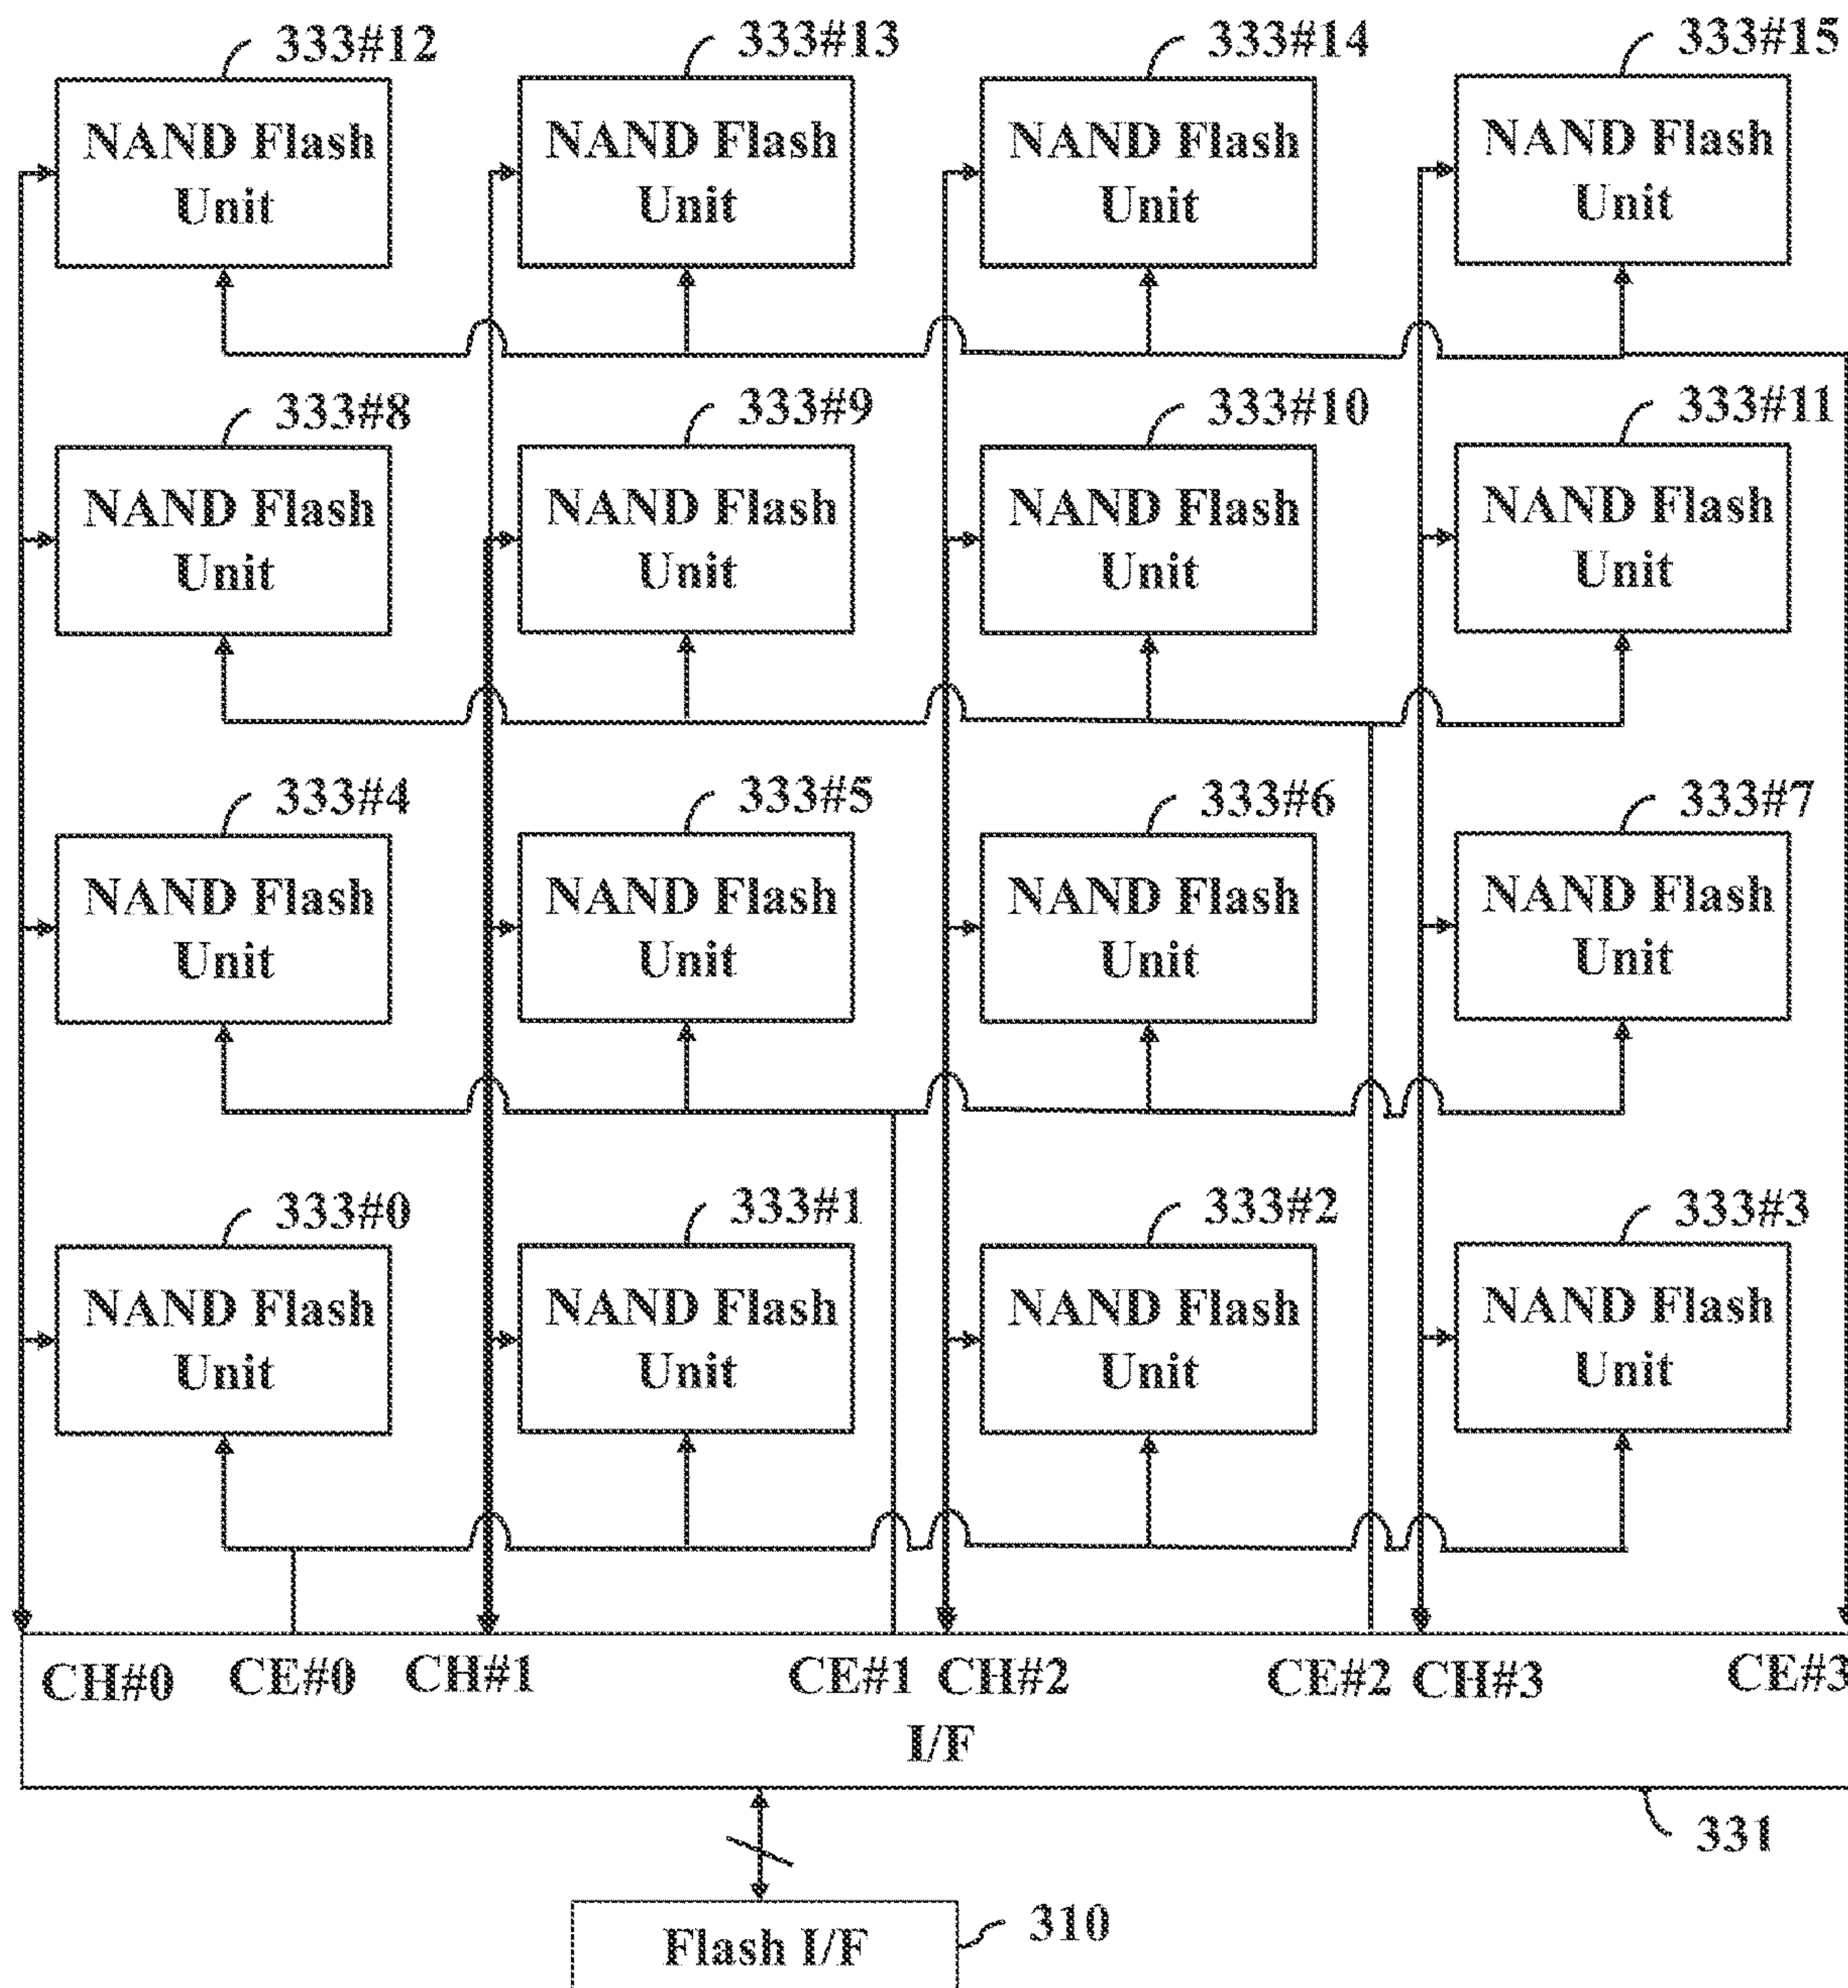 333#12 333#13 333#14 333#15
NAND Flash NAND Flash NAND Flash NAND Flash
Unit Unit Unit Unit
333#8 333#9 333#10 333#11
NAND Flash NAND Flash NAND Flash NAND Flash
Unit Unit Unit Unit
333#4 333#5 333#6 333#7
NAND Flash NAND Flash NAND Flash NAND Flash
Unit Unit Unit Unit
333#0 333#1 333#2 333#3
NAND Flash NAND Flash NAND Flash NAND Flash
Unit Unit Unit Unit
CH#0 CE#0 CH#1 CE#1 CH#2 CE#2 CH#3 CE#3
I/F
331
Flash I/F 310